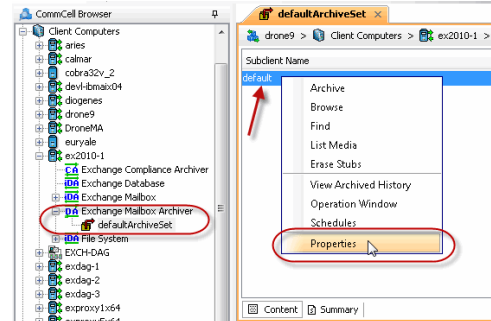 CommCell Browser
Client Computers
aries
calmar
cobra32v_2
devl-ibmaix04
diogenes
drone9
DroneMA
euryale
ex2010-1
CA Exchange Compliance Archiver
iDA Exchange Database
iDA Exchange Mailbox
DA Exchange Mailbox Archiver
defaultArchiveSet
iDA File System
EXCH-DAG
exdag-1
exdag-2
exdag-3
exproxy1x64
exproxy5x64
defaultArchiveSet
drone9 > Client Computers > ex2010-1 >
Subclient Name
default
Archive
Browse
Find
List Media
Erase Stubs
View Archived History
Operation Window
Schedules
Properties
Content Summary